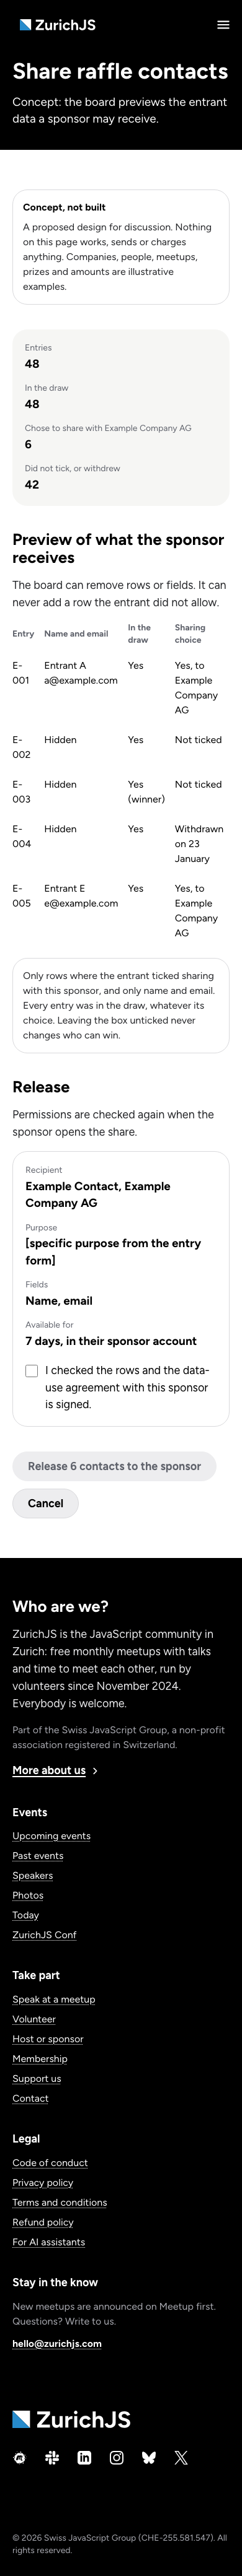 ZurichJS
Share raffle contacts
Concept: the board previews the entrant
data a sponsor may receive.
Concept, not built
A proposed design for discussion. Nothing
on this page works, sends or charges
anything. Companies, people, meetups,
prizes and amounts are illustrative
examples.
Entries
48
In the draw
48
Chose to share with Example Company AG
6
Did not tick, or withdrew
42
Preview of what the sponsor
receives
The board can remove rows or fields. It can
never add a row the entrant did not allow.
Entry Name and email In the draw Sharing choice
E-001 Entrant A a@example.com Yes Yes, to Example Company AG
E-002 Hidden Yes Not ticked
E-003 Hidden Yes (winner) Not ticked
E-004 Hidden Yes Withdrawn on 23 January
E-005 Entrant E e@example.com Yes Yes, to Example Company AG
Only rows where the entrant ticked sharing
with this sponsor, and only name and email.
Every entry was in the draw, whatever its
choice. Leaving the box unticked never
changes who can win.
Release
Permissions are checked again when the
sponsor opens the share.
Recipient
Example Contact, Example
Company AG
Purpose
[specific purpose from the entry
form]
Fields
Name, email
Available for
7 days, in their sponsor account
I checked the rows and the data-
use agreement with this sponsor
is signed.
Release 6 contacts to the sponsor
Cancel
Who are we?
ZurichJS is the JavaScript community in
Zurich: free monthly meetups with talks
and time to meet each other, run by
volunteers since November 2024.
Everybody is welcome.
Part of the Swiss JavaScript Group, a non-profit
association registered in Switzerland.
More about us
Events
Upcoming events
Past events
Speakers
Photos
Today
ZurichJS Conf
Take part
Speak at a meetup
Volunteer
Host or sponsor
Membership
Support us
Contact
Legal
Code of conduct
Privacy policy
Terms and conditions
Refund policy
For AI assistants
Stay in the know
New meetups are announced on Meetup first.
Questions? Write to us.
hello@zurichjs.com
ZurichJS
© 2026 Swiss JavaScript Group (CHE-255.581.547). All
rights reserved.